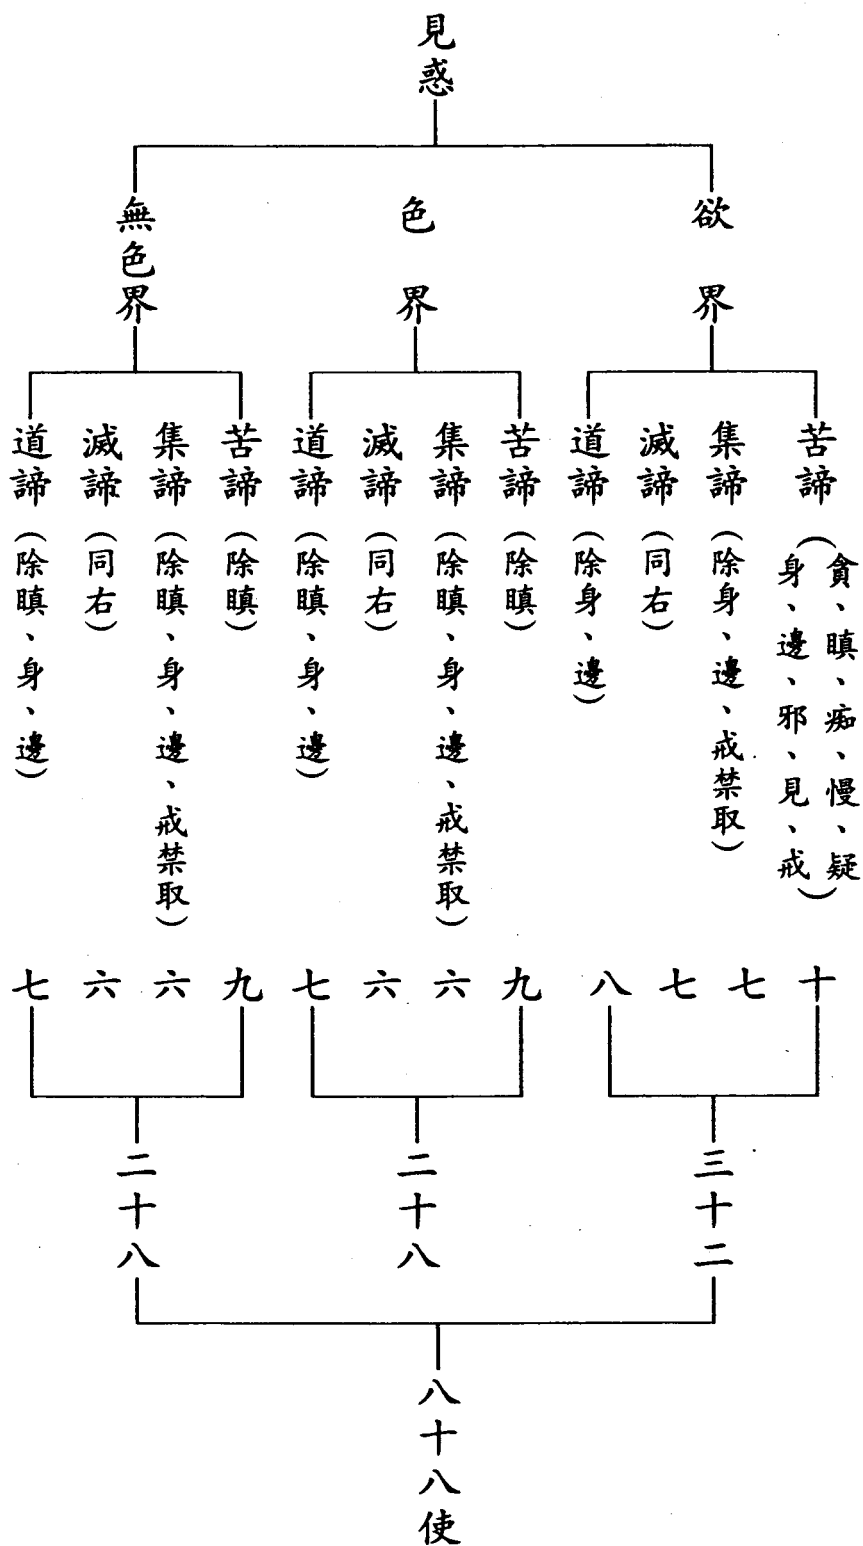 見惑
欲界
色界
無色界
苦諦（貪、瞋、痴、慢、疑
身、邊、邪、見、戒）
集諦（除身、邊、戒禁取）
滅諦（同右）
道諦（除身、邊）
苦諦（除瞋）
集諦（除瞋、身、邊、戒禁取）
滅諦（同右）
道諦（除瞋、身、邊）
苦諦（除瞋）
集諦（除瞋、身、邊、戒禁取）
滅諦（同右）
道諦（除瞋、身、邊）
十
七
七
八
九
六
六
七
九
六
六
七
三十二
二十八
二十八
八十八使